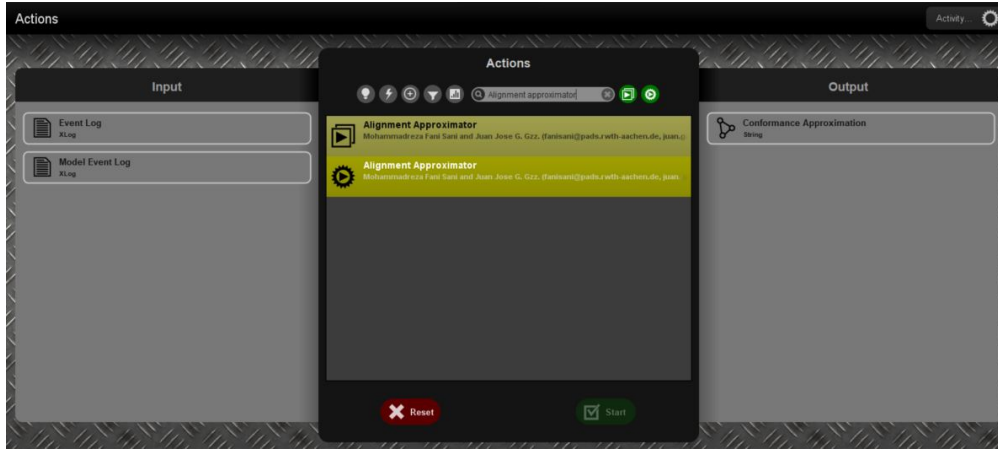 Actions
Activity...
Actions
Input
Alignment approximator
Output
Event Log
XLog
Model Event Log
XLog
Alignment Approximator
Mohammadreza Fani Sani and Juan Jose G. Gzz. (fanisani@pads.rwth-aachen.de, juan.
Alignment Approximator
Mohammadreza Fani Sani and Juan Jose G. Gzz. (fanisani@pads.rwth-aachen.de, juan.
Conformance Approximation
String
Reset
Start